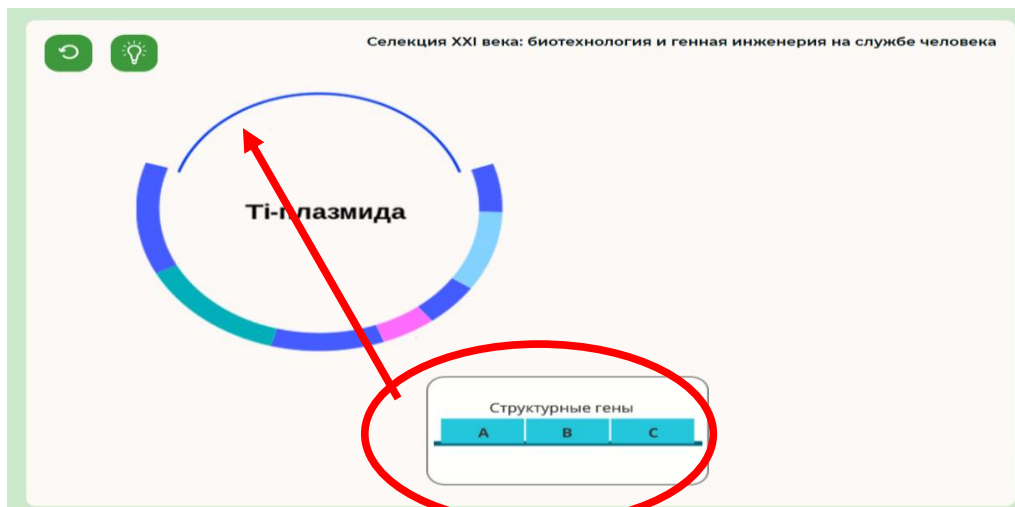 Селекция XXI века: биотехнология и генная инженерия на службе человека
Ti-плазмида
Структурные гены
A B C